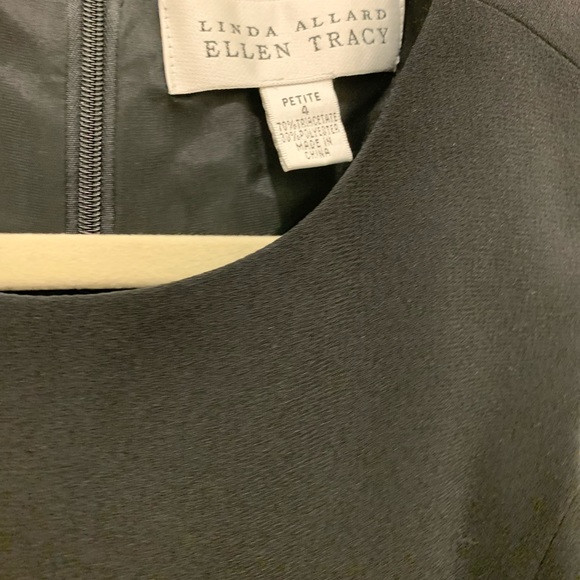 LINDA ALLARD
ELLEN TRACY
PETITE
4
70%TRIACETATE
30%POLYESTER
MADE IN
CHINA